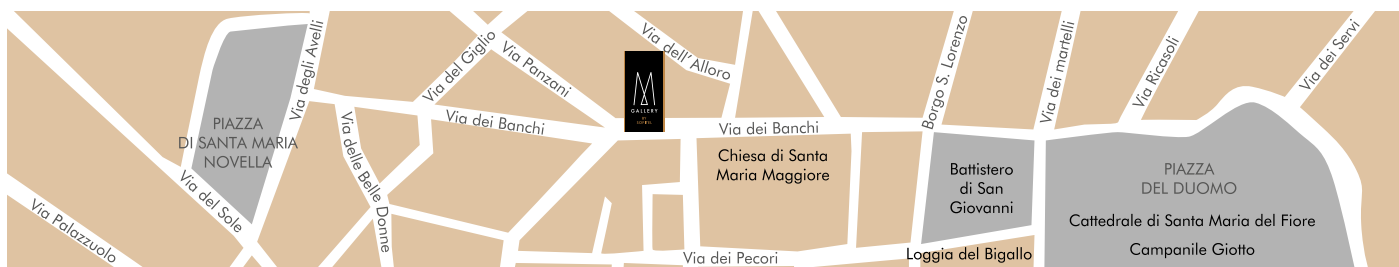 PIAZZA
DI SANTA MARIA
NOVELLA
Via degli Avelli
Via del Giglio
Via Panzani
Via dell' Alloro
M
GALLERY
BY
SOFITEL
Borgo S. Lorenzo
Via dei martelli
Via Ricasoli
Via dei Servi
Via dei Banchi
Via dei Banchi
Chiesa di Santa
Maria Maggiore
Battistero
di San
Giovanni
PIAZZA
DEL DUOMO
Cattedrale di Santa Maria del Fiore
Campanile Giotto
Via delle Belle Donne
Via del Sole
Via Palazzuolo
Via dei Pecori
Loggia del Bigallo